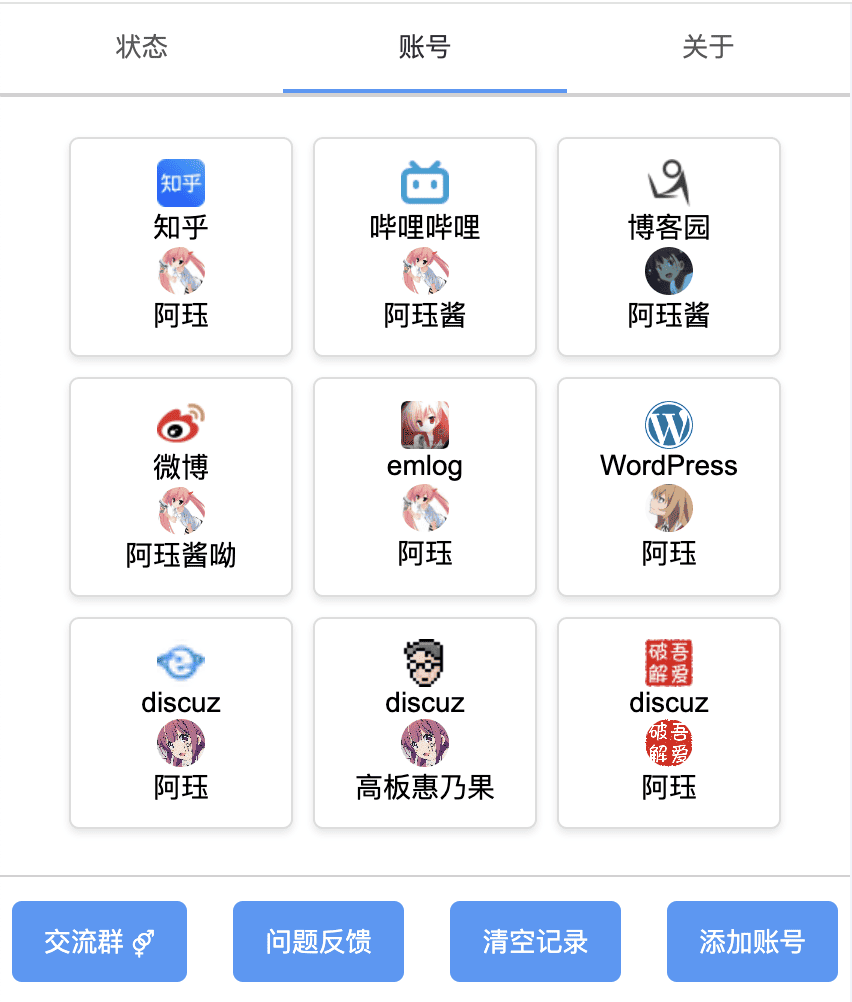 状态
账号
关于
知乎
知乎
阿珏
哔哩哔哩
阿珏酱
博客园
阿珏酱
微博
阿珏酱呦
emlog
阿珏
WordPress
阿珏
discuz
阿珏
discuz
高板惠乃果
破吾
解爱
discuz
破吾
解爱
阿珏
交流群⚤
问题反馈
清空记录
添加账号